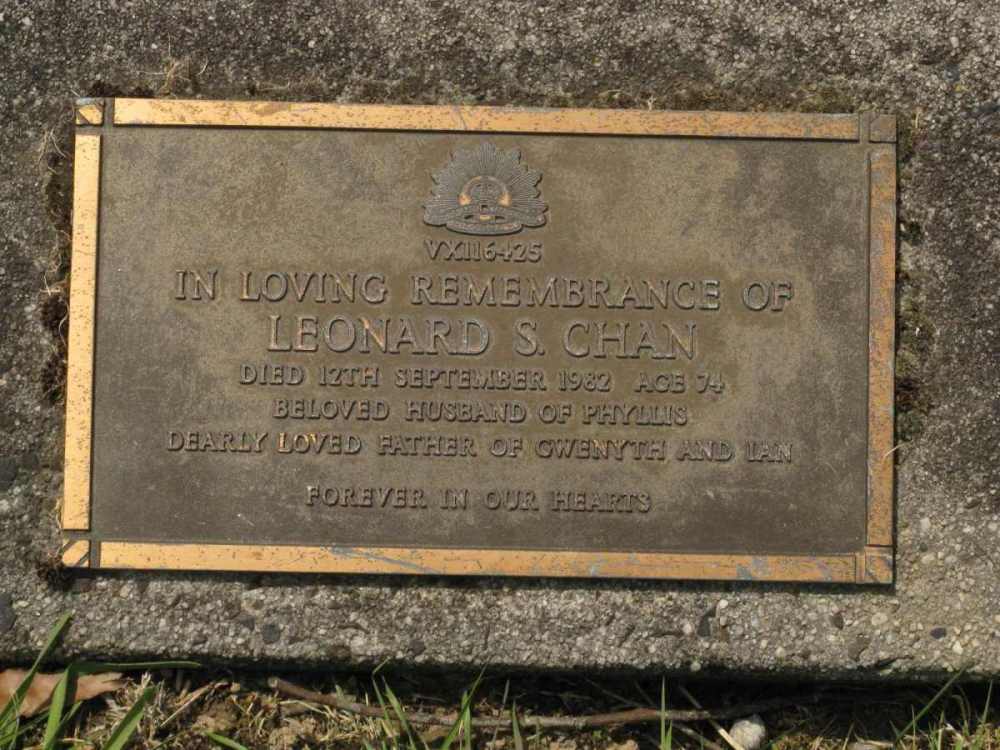 VX116425
IN LOVING REMEMBRANCE OF
LEONARD S. CHAN
DIED 12TH SEPTEMBER 1982 AGE 74
BELOVED HUSBAND OF PHYLLIS
DEARLY LOVED FATHER OF GWENYTH AND IAN
FOREVER IN OUR HEARTS